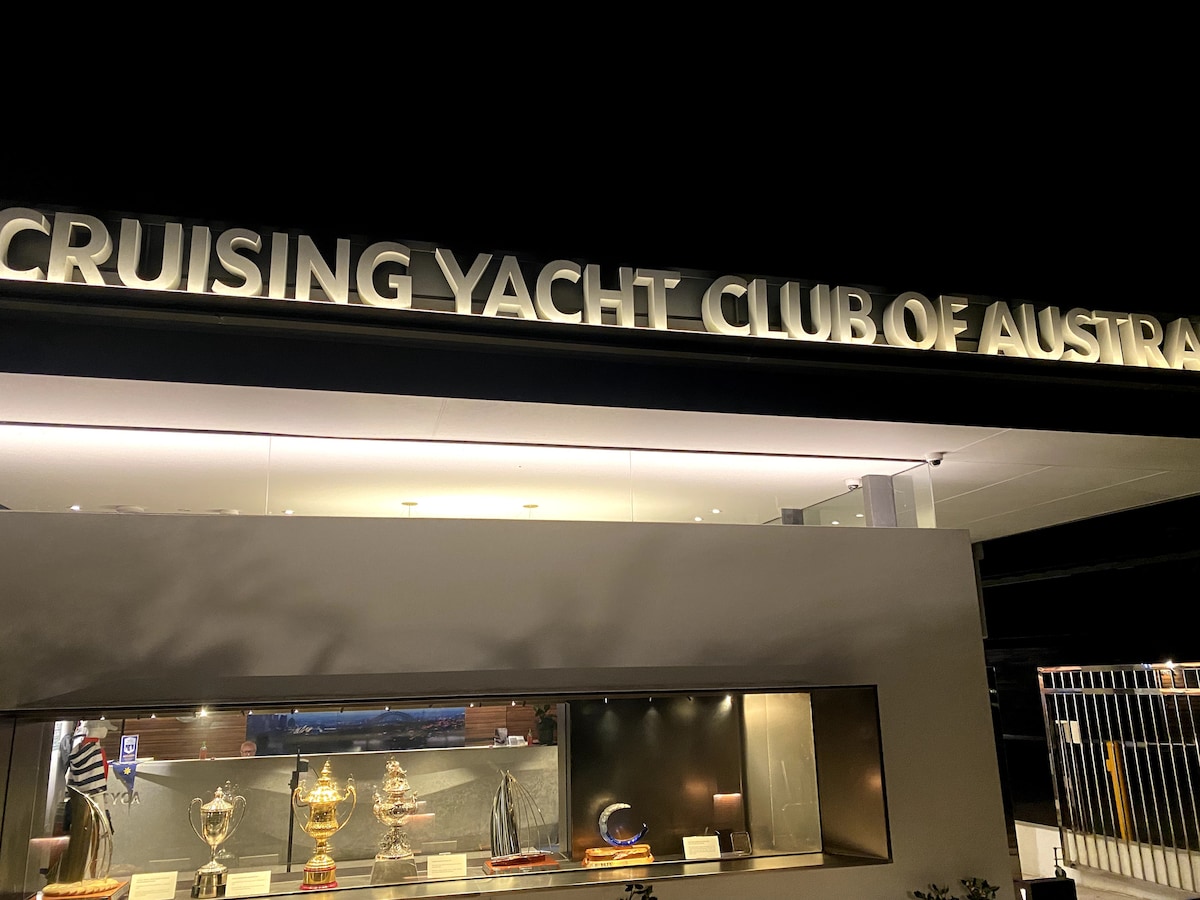 CRUISING YACHT CLUB OF AUSTRA
CYCA